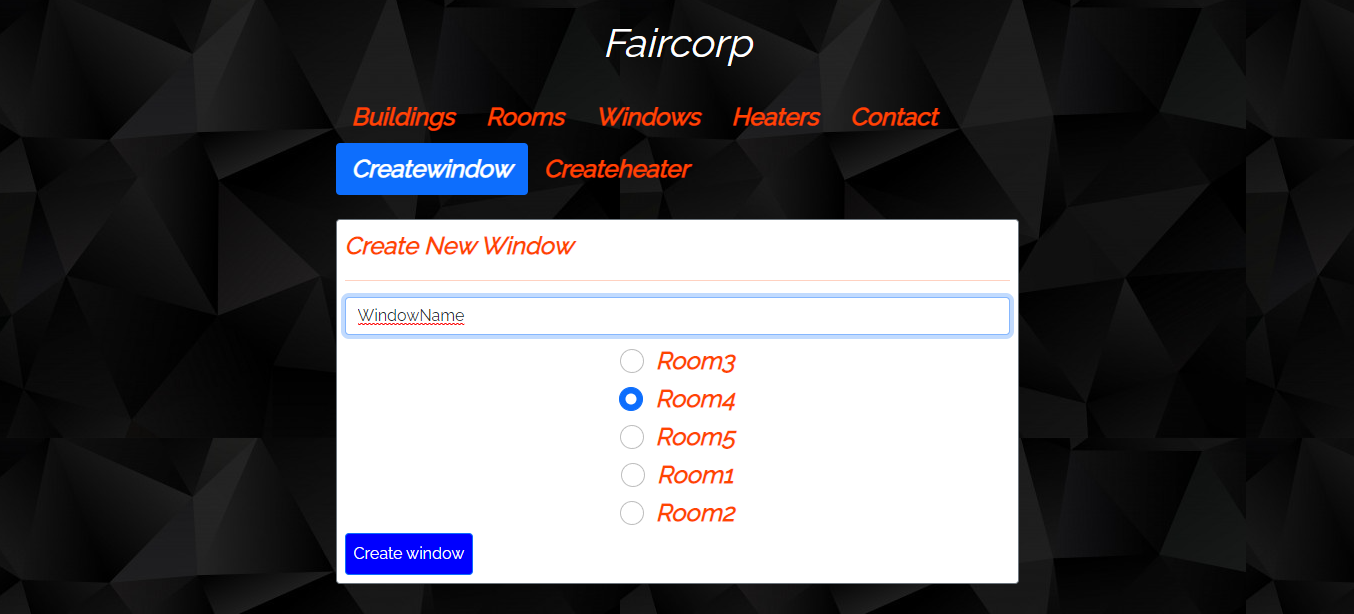 Faircorp
Buildings Rooms Windows Heaters Contact
Createwindow Createheater
Create New Window
WindowName
Room3
Room4
Room5
Room1
Room2
Create window